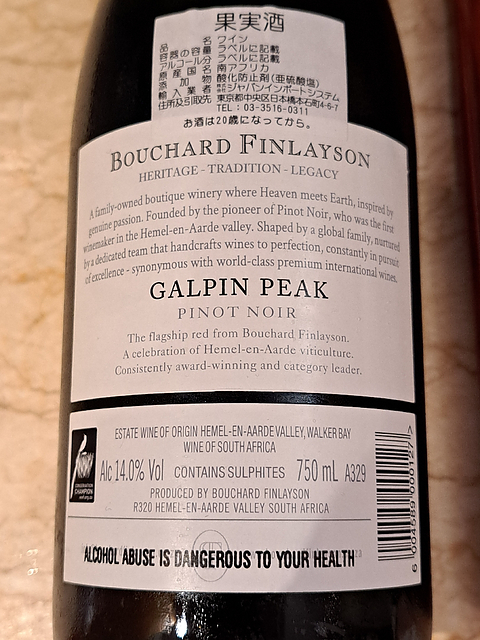 果実酒
品名 ワイン
容器の容量 ラベルに記載
アルコール分 ラベルに記載
原産国名 南アフリカ
添加物 酸化防止剤(亜硫酸塩)
輸入業者 ㈱ジャパンインポートシステム
住所及引取先 東京都中央区日本橋本石町4-6-7
TEL:03-3516-0311
お酒は20歳になってから。
BOUCHARD FINLAYSON
HERITAGE - TRADITION - LEGACY
A family-owned boutique winery where Heaven meets Earth, inspired by
genuine passion. Founded by the pioneer of Pinot Noir, who was the first
winemaker in the Hemel-en-Aarde valley. Shaped by a global family, nurtured
by a dedicated team that handcrafts wines to perfection, constantly in pursuit
of excellence - synonymous with world-class premium international wines.
GALPIN PEAK
PINOT NOIR
The flagship red from Bouchard Finlayson.
A celebration of Hemel-en-Aarde viticulture.
Consistently award-winning and category leader.
ESTATE WINE OF ORIGIN HEMEL-EN-AARDE VALLEY, WALKER BAY
WINE OF SOUTH AFRICA
Alc 14.0% Vol CONTAINS SULPHITES 750 mL A329
PRODUCED BY BOUCHARD FINLAYSON
R320 HEMEL-EN-AARDE VALLEY SOUTH AFRICA
CONSERVATION
CHAMPION
ALCOHOL ABUSE IS DANGEROUS TO YOUR HEALTH
6 004589 000127 >